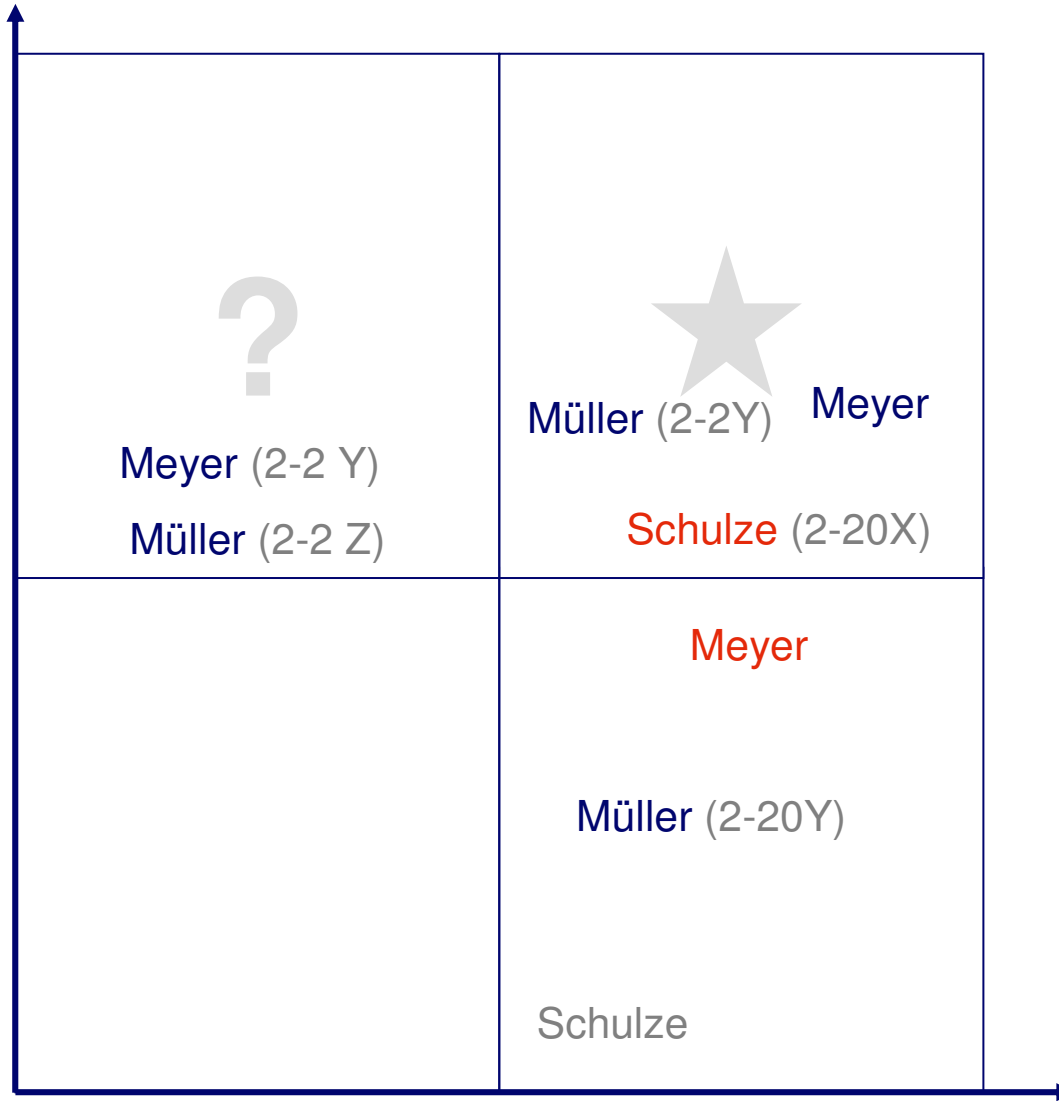 ?
Meyer (2-2 Y)
Müller (2-2 Z)
Müller (2-2Y)
Meyer
Schulze (2-20X)
Meyer
Müller (2-20Y)
Schulze